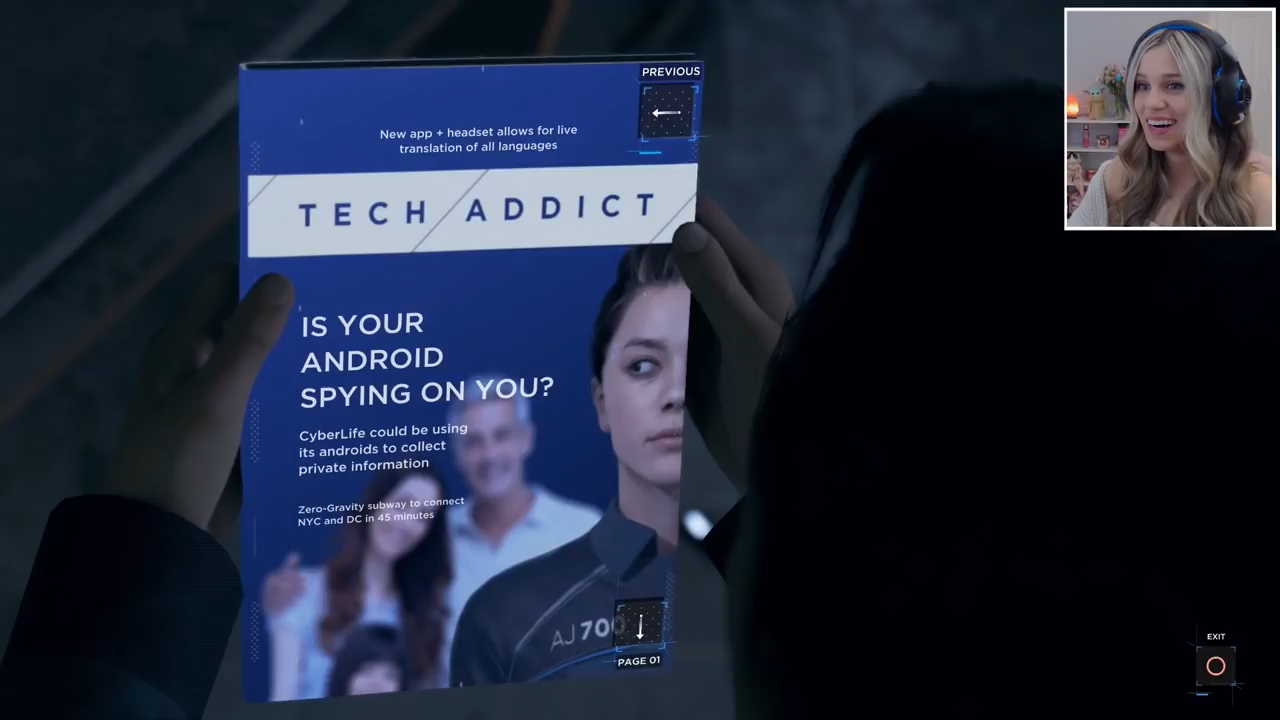 PREVIOUS
New app + headset allows for live
translation of all languages
TECH ADDICT
IS YOUR
ANDROID
SPYING ON YOU?
CyberLife could be using
its androids to collect
private information
Zero-Gravity subway to connect
NYC and DC in 45 minutes
AJ700
PAGE 01
EXIT